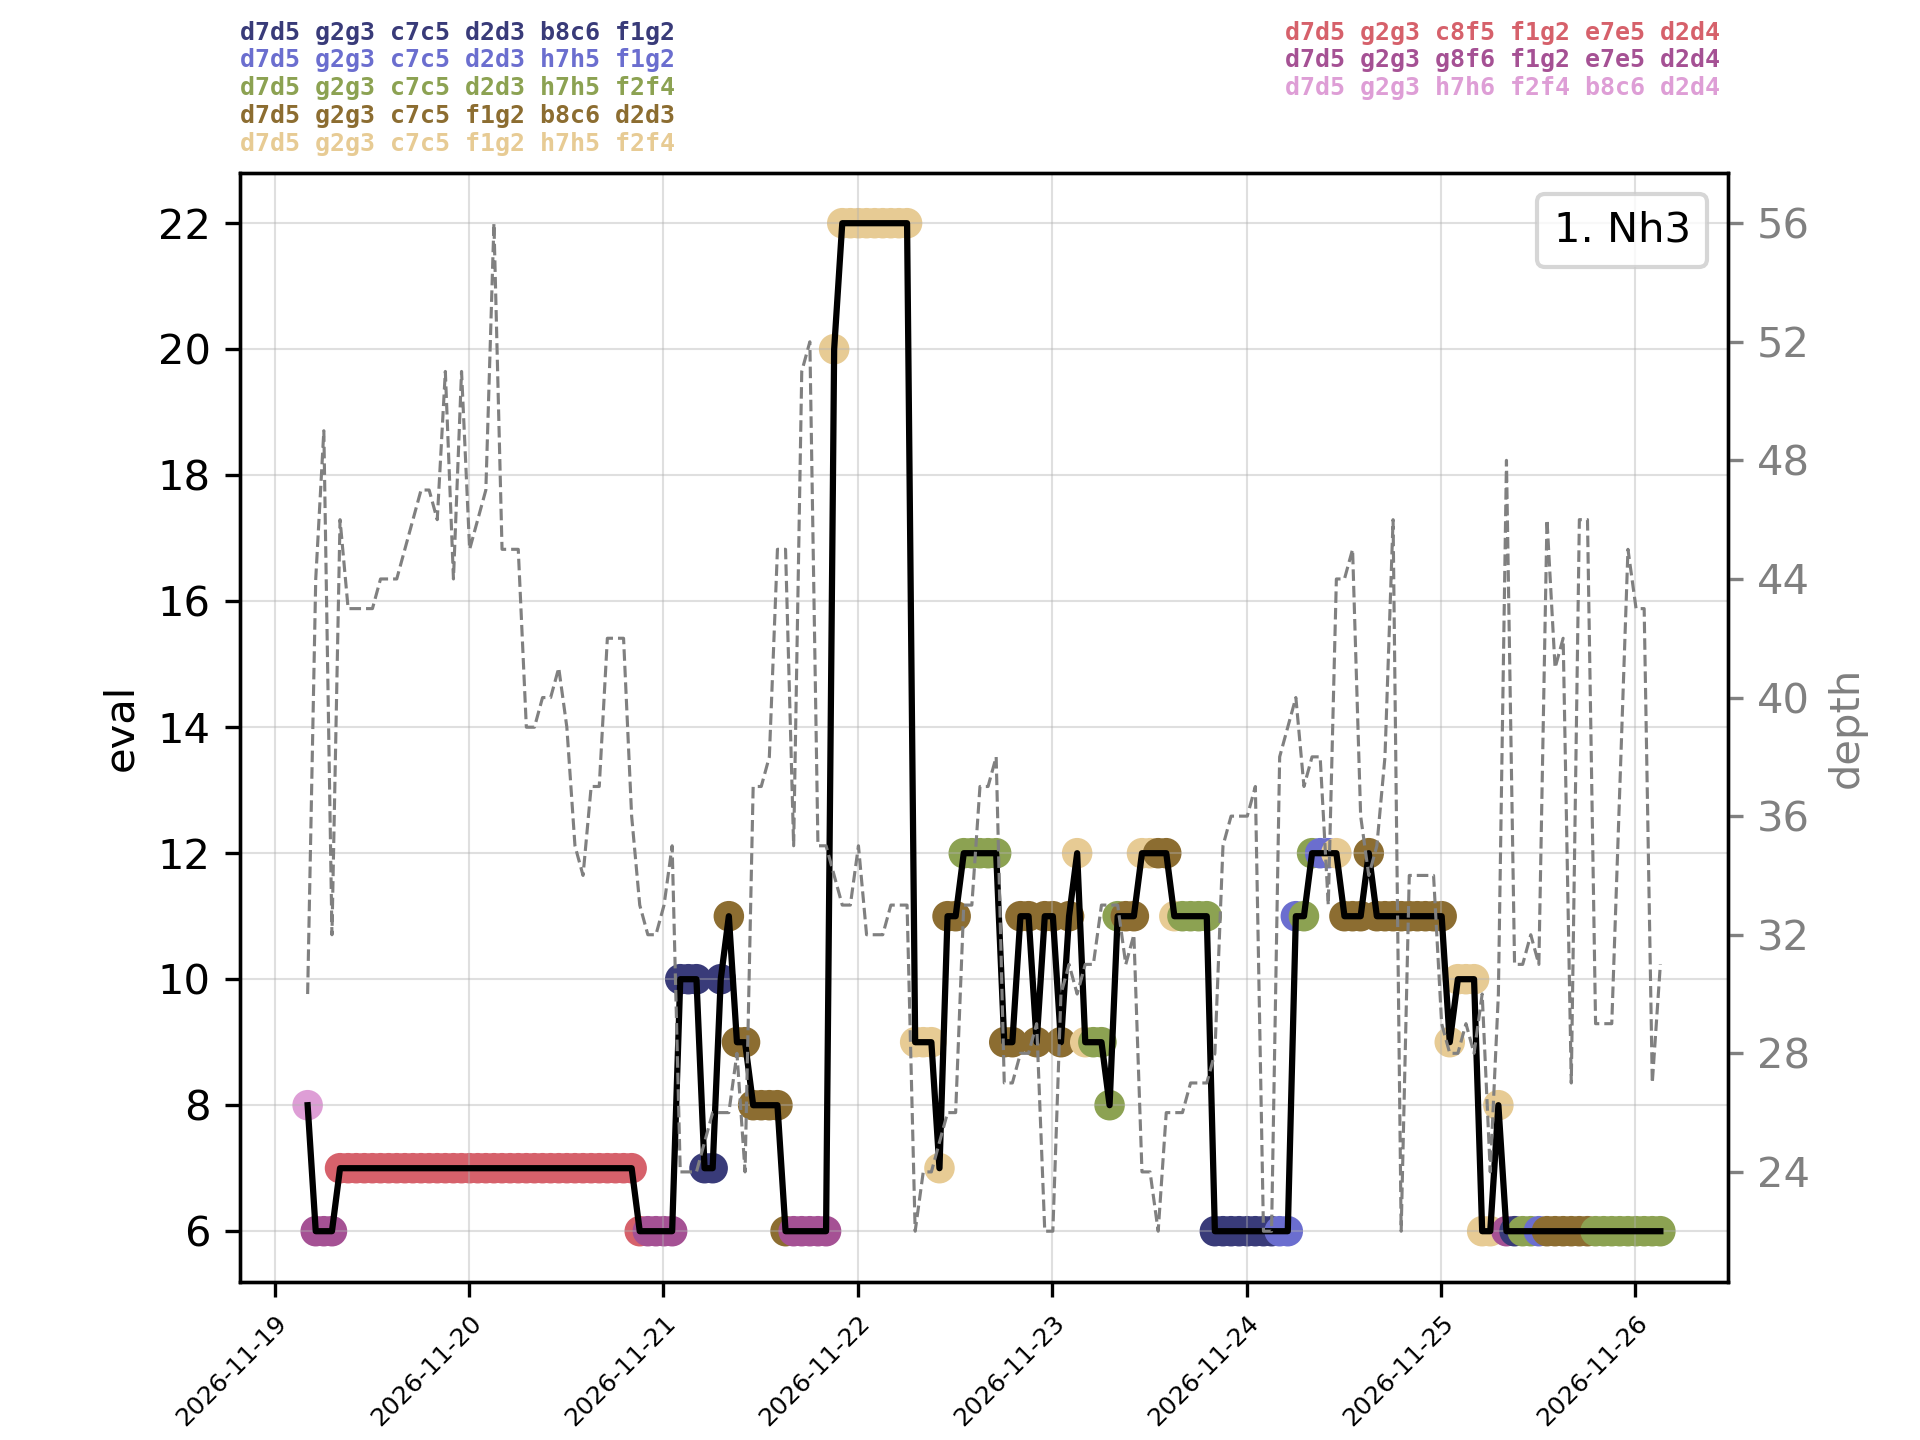 d7d5 g2g3 c7c5 d2d3 b8c6 f1g2
d7d5 g2g3 c7c5 d2d3 h7h5 f1g2
d7d5 g2g3 c7c5 d2d3 h7h5 f2f4
d7d5 g2g3 c7c5 f1g2 b8c6 d2d3
d7d5 g2g3 c7c5 f1g2 h7h5 f2f4
d7d5 g2g3 c8f5 f1g2 e7e5 d2d4
d7d5 g2g3 g8f6 f1g2 e7e5 d2d4
d7d5 g2g3 h7h6 f2f4 b8c6 d2d4
1. Nh3
eval
22
20
18
16
14
12
10
8
6
depth
56
52
48
44
40
36
32
28
24
2026-11-19
2026-11-20
2026-11-21
2026-11-22
2026-11-23
2026-11-24
2026-11-25
2026-11-26